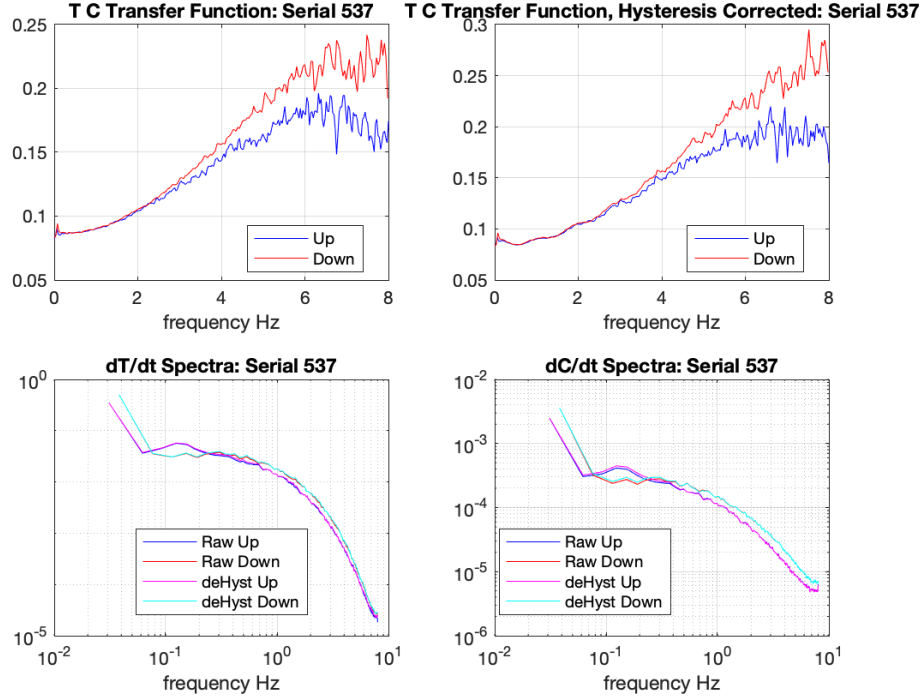 T C Transfer Function: Serial 537
0.25
0.2
0.15
0.1
0.05
0
2
4
6
8
Up
Down
frequency Hz
T C Transfer Function, Hysteresis Corrected: Serial 537
0.3
0.25
0.2
0.15
0.1
0.05
0
2
4
6
8
Up
Down
frequency Hz
dT/dt Spectra: Serial 537
10^0
10^-5
10^-2
10^-1
10^0
10^1
Raw Up
Raw Down
deHyst Up
deHyst Down
frequency Hz
dC/dt Spectra: Serial 537
10^-2
10^-3
10^-4
10^-5
10^-6
10^-2
10^-1
10^0
10^1
Raw Up
Raw Down
deHyst Up
deHyst Down
frequency Hz